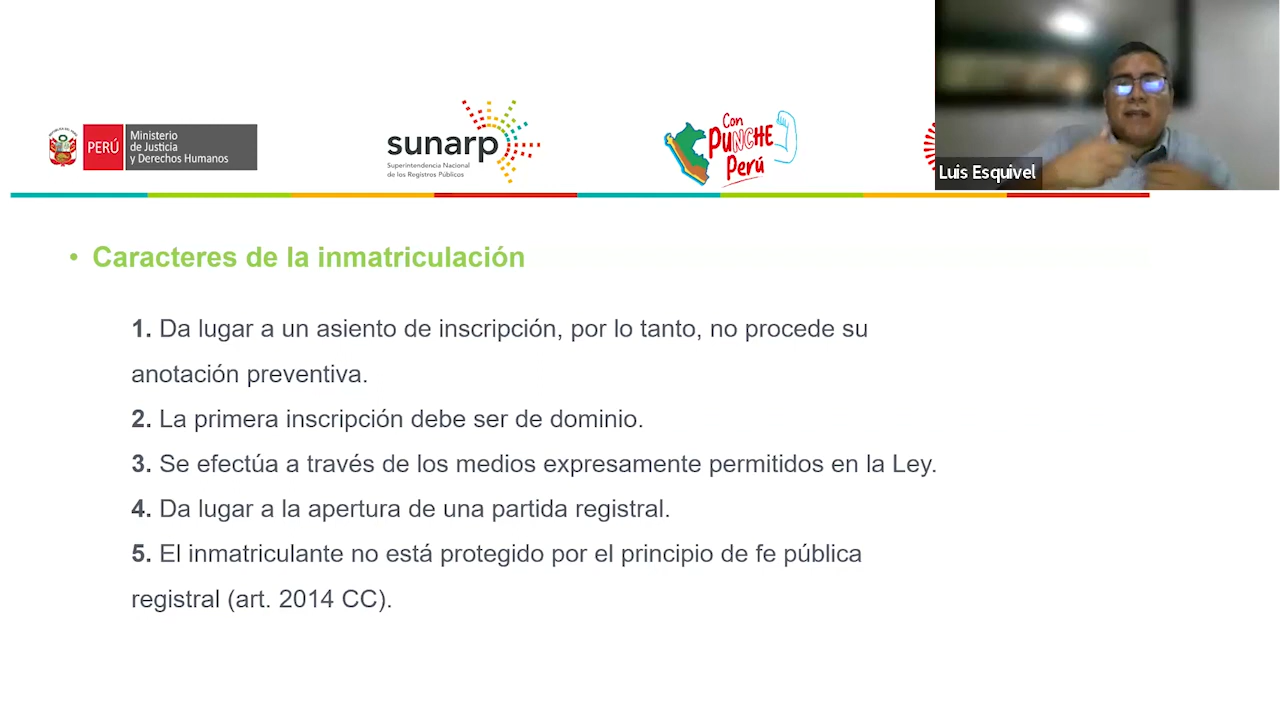 PERÚ
Ministerio
de Justicia
y Derechos Humanos
sunarp
Superintendencia Nacional
de los Registros Públicos
Con
PUNCHE
Perú
Luis Esquivel
• Caracteres de la inmatriculación
1. Da lugar a un asiento de inscripción, por lo tanto, no procede su
anotación preventiva.
2. La primera inscripción debe ser de dominio.
3. Se efectúa a través de los medios expresamente permitidos en la Ley.
4. Da lugar a la apertura de una partida registral.
5. El inmatriculante no está protegido por el principio de fe pública
registral (art. 2014 CC).